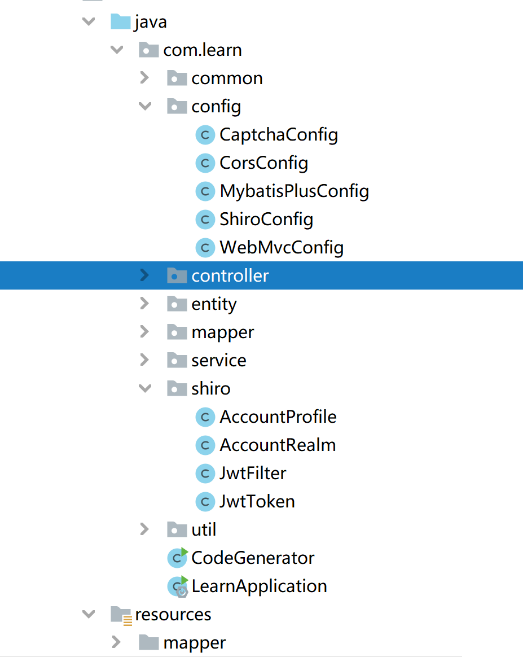 java
com.learn
common
config
CaptchaConfig
CorsConfig
MybatisPlusConfig
ShiroConfig
WebMvcConfig
controller
entity
mapper
service
shiro
AccountProfile
AccountRealm
JwtFilter
JwtToken
util
CodeGenerator
LearnApplication
resources
mapper